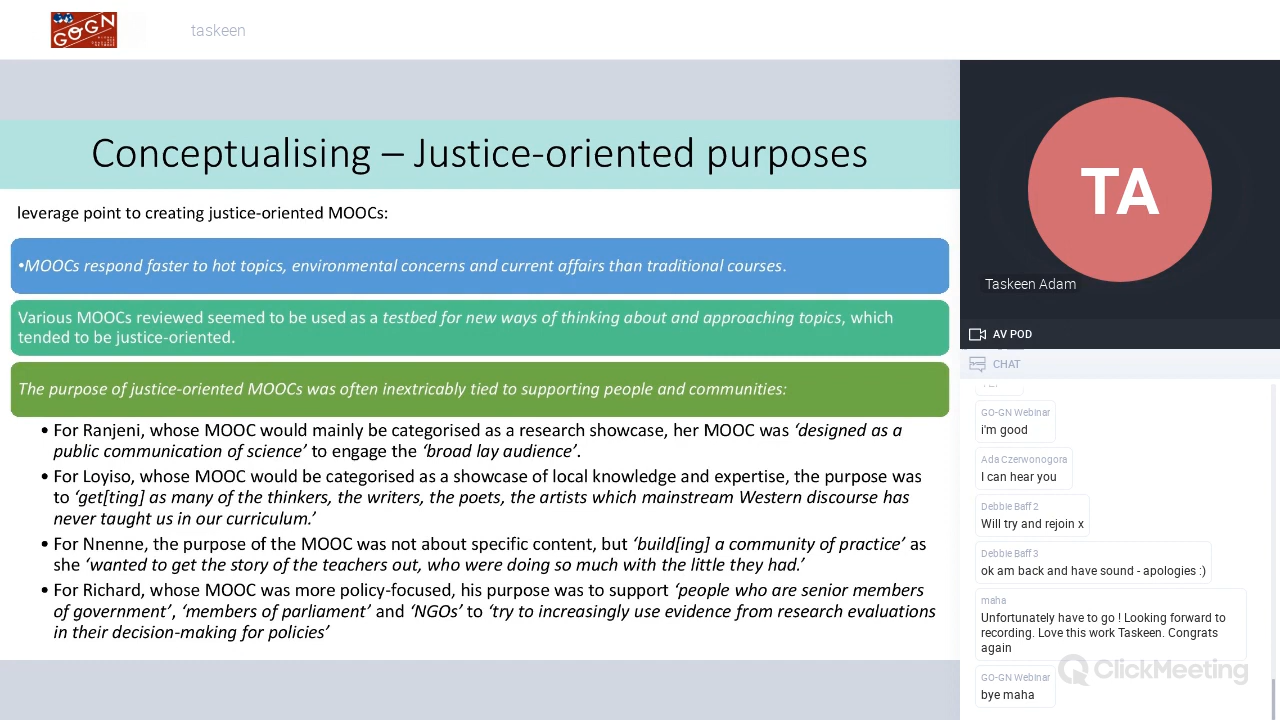 GOGN
taskeen
Conceptualising – Justice-oriented purposes
leverage point to creating justice-oriented MOOCs:
•MOOCs respond faster to hot topics, environmental concerns and current affairs than traditional courses.
Various MOOCs reviewed seemed to be used as a testbed for new ways of thinking about and approaching topics, which
tended to be justice-oriented.
The purpose of justice-oriented MOOCs was often inextricably tied to supporting people and communities:
• For Ranjeni, whose MOOC would mainly be categorised as a research showcase, her MOOC was ‘designed as a
public communication of science’ to engage the ‘broad lay audience’.
• For Loyiso, whose MOOC would be categorised as a showcase of local knowledge and expertise, the purpose was
to ‘get[ting] as many of the thinkers, the writers, the poets, the artists which mainstream Western discourse has
never taught us in our curriculum.’
• For Nnenne, the purpose of the MOOC was not about specific content, but ‘build[ing] a community of practice’ as
she ‘wanted to get the story of the teachers out, who were doing so much with the little they had.’
• For Richard, whose MOOC was more policy-focused, his purpose was to support ‘people who are senior members
of government’, ‘members of parliament’ and ‘NGOs’ to ‘try to increasingly use evidence from research evaluations
in their decision-making for policies’
TA
Taskeen Adam
AV POD
CHAT
GO-GN Webinar
i'm good
Ada Czerwonogora
I can hear you
Debbie Baff 2
Will try and rejoin x
Debbie Baff 3
ok am back and have sound - apologies :)
maha
Unfortunately have to go ! Looking forward to
recording. Love this work Taskeen. Congrats
again
GO-GN Webinar
bye maha
ClickMeeting